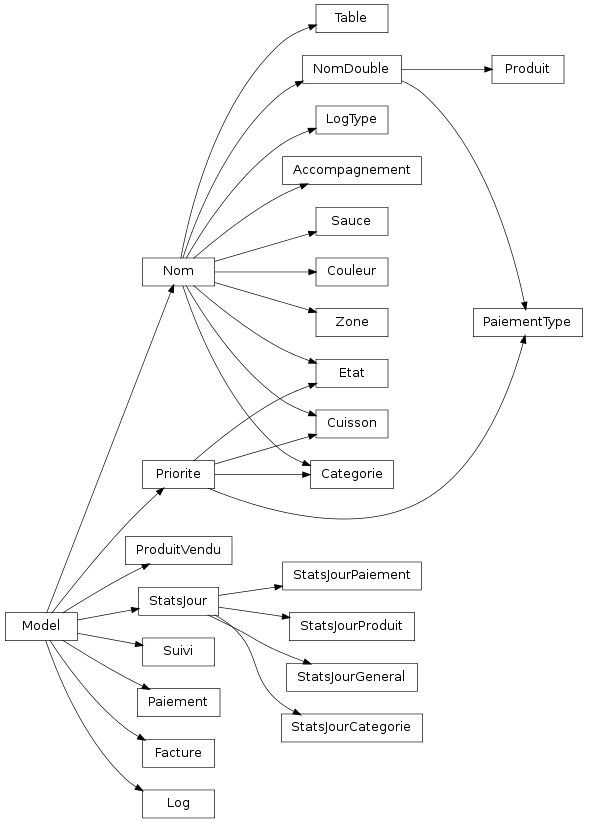 Table
NomDouble
Produit
LogType
Accompagnement
Sauce
Nom
Couleur
Zone
PaiementType
Etat
Cuisson
Priorite
Categorie
ProduitVendu
StatsJourPaiement
StatsJour
Model
StatsJourProduit
Suivi
StatsJourGeneral
Paiement
StatsJourCategorie
Facture
Log